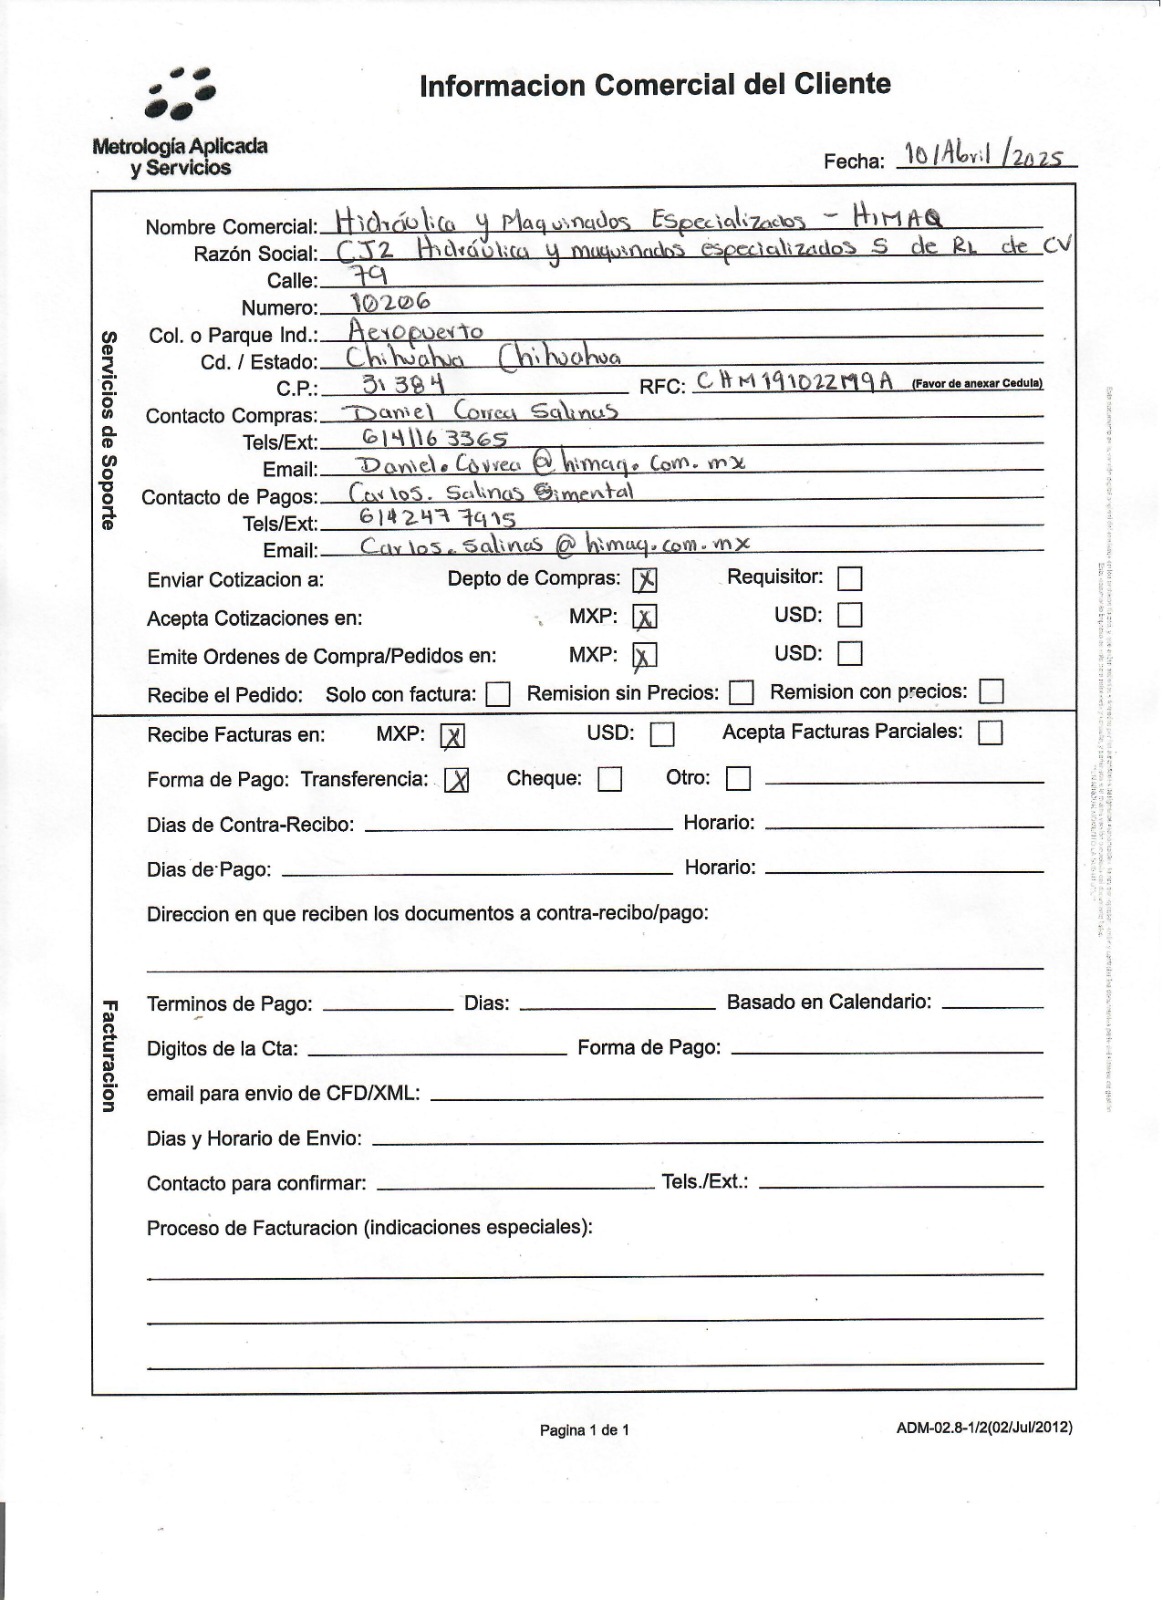 Informacion Comercial del Cliente
Metrología Aplicada
y Servicios
Fecha: 10/Abril/2025
Servicios de Soporte
Nombre Comercial: Hidráulica y Maquinados Especializados - HIMAQ
Razón Social: CJ2 Hidráulica y maquinados especializados S de RL de CV
Calle: 79
Numero: 10206
Col. o Parque Ind.: Aeropuerto
Cd. / Estado: Chihuahua Chihuahua
C.P.: 31384 RFC: CHM191022M9A (Favor de anexar Cedula)
Contacto Compras: Daniel Correa Salinas
Tels/Ext: 614 116 3365
Email: Daniel.Correa@himaq.com.mx
Contacto de Pagos: Carlos. Salinas
Tels/Ext: 614 247 7915
Email: Carlos.salinas@himaq.com.mx
Enviar Cotizacion a: Depto de Compras: X Requisitor:
Acepta Cotizaciones en: MXP: X USD:
Emite Ordenes de Compra/Pedidos en: MXP: X USD:
Recibe el Pedido: Solo con factura: Remision sin Precios: Remision con precios:
Facturacion
Recibe Facturas en: MXP: X USD: Acepta Facturas Parciales:
Forma de Pago: Transferencia: X Cheque: Otro:
Dias de Contra-Recibo: Horario:
Dias de Pago: Horario:
Direccion en que reciben los documentos a contra-recibo/pago:
Terminos de Pago: Dias: Basado en Calendario:
Digitos de la Cta: Forma de Pago:
email para envio de CFD/XML:
Dias y Horario de Envio:
Contacto para confirmar: Tels./Ext.:
Proceso de Facturacion (indicaciones especiales):
Pagina 1 de 1
ADM-02.8-1/2(02/Jul/2012)